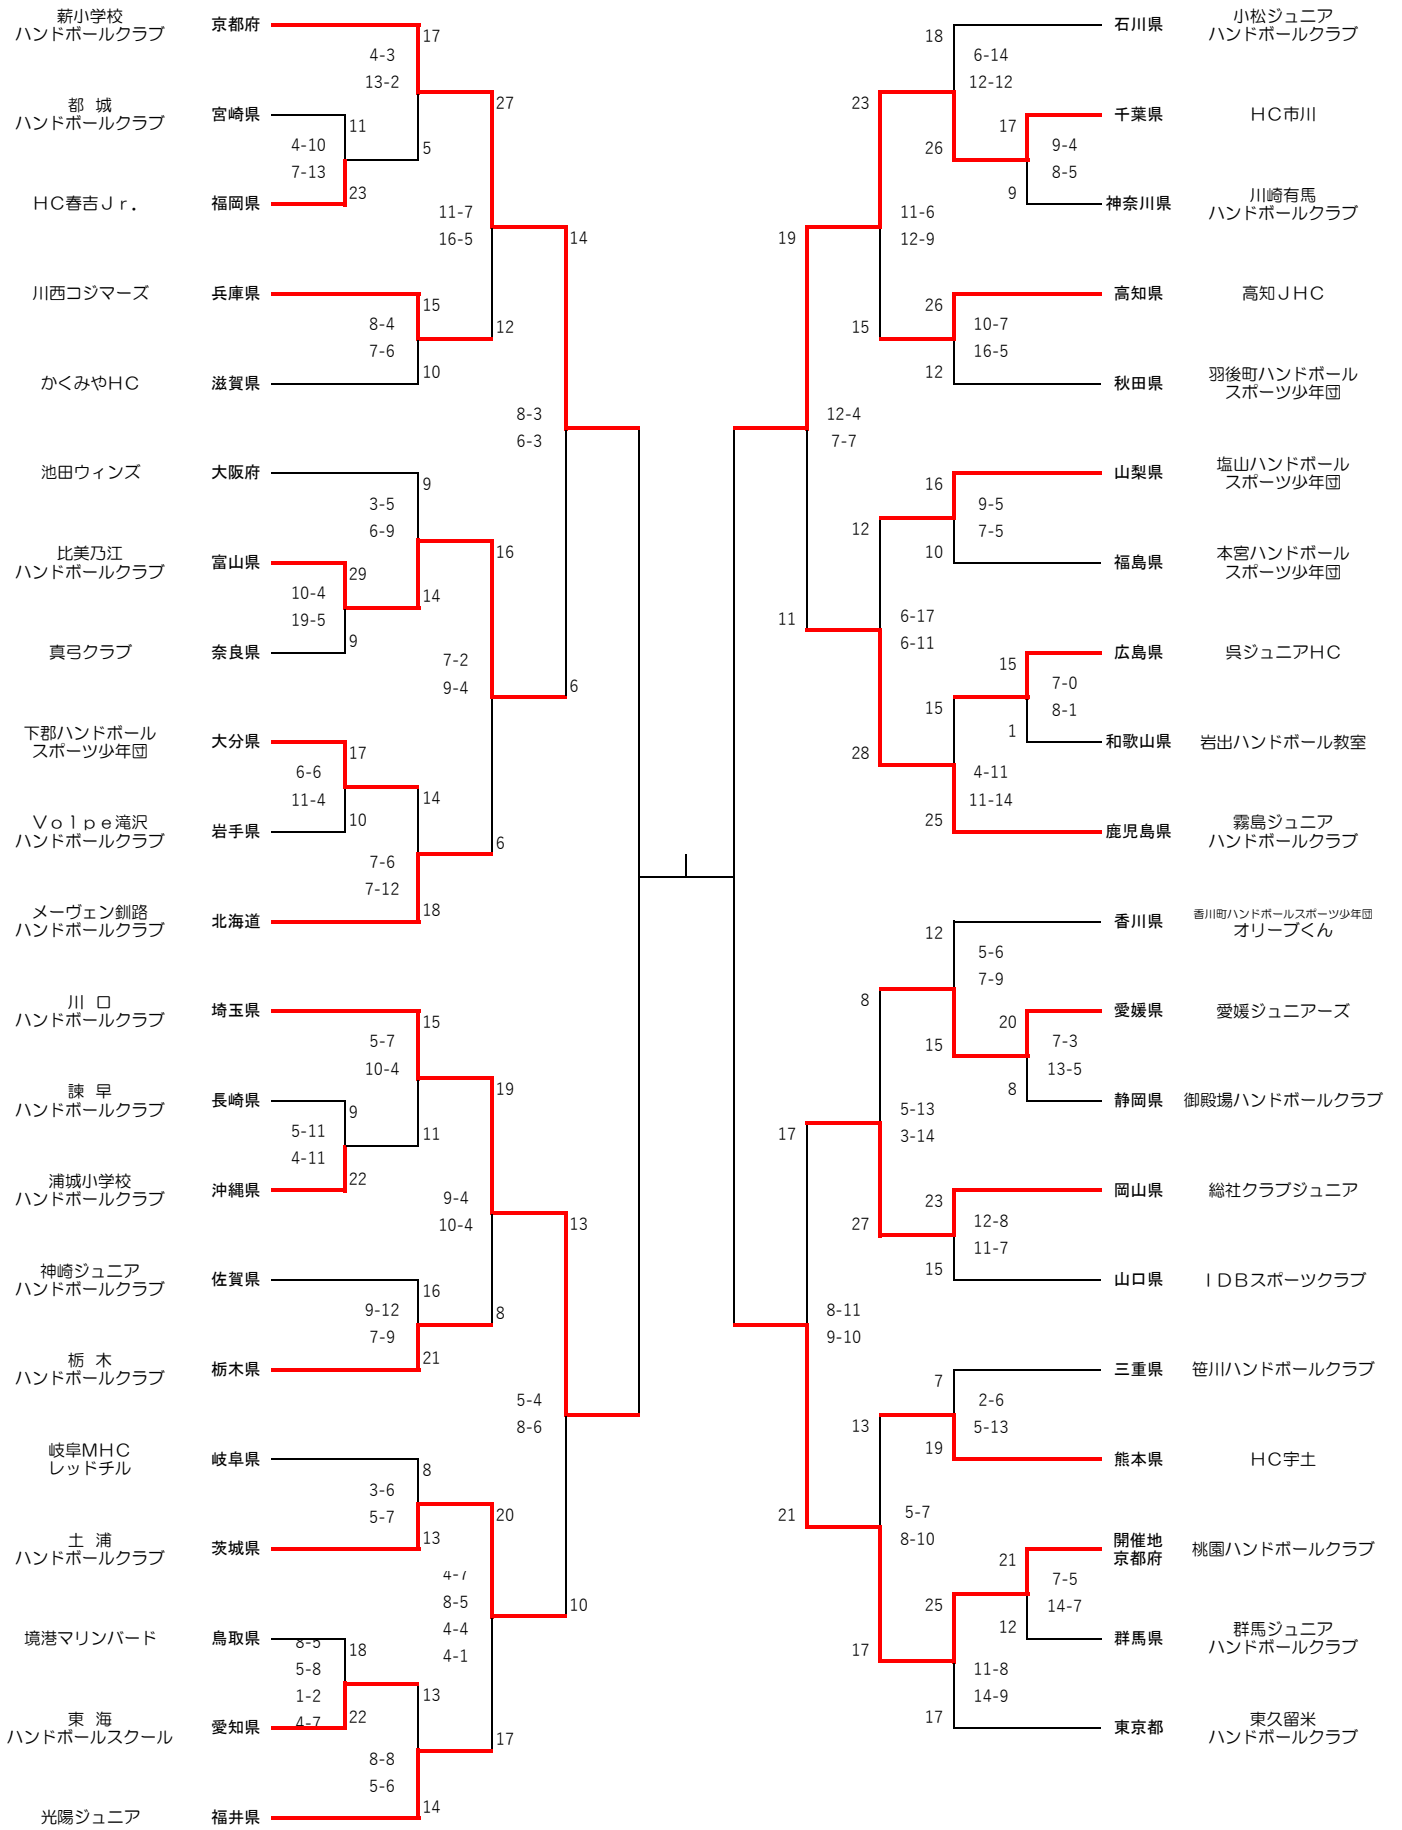 薪小学校
ハンドボールクラブ
京都府
17
4-3
13-2
27
都 城
ハンドボールクラブ
宮崎県
11
4-10
7-13
5
HC春吉Jr.
福岡県
23
11-7
16-5
14
川西コジマーズ
兵庫県
15
8-4
7-6
12
かくみやHC
滋賀県
10
8-3
6-3
池田ウィンズ
大阪府
9
3-5
6-9
16
比美乃江
ハンドボールクラブ
富山県
29
10-4
19-5
14
真弓クラブ
奈良県
9
7-2
9-4
6
下郡ハンドボール
スポーツ少年団
大分県
17
6-6
11-4
14
Volpe滝沢
ハンドボールクラブ
岩手県
10
6
7-6
7-12
メーヴェン釧路
ハンドボールクラブ
北海道
18
川 口
ハンドボールクラブ
埼玉県
15
5-7
10-4
19
諫 早
ハンドボールクラブ
長崎県
9
5-11
4-11
11
浦城小学校
ハンドボールクラブ
沖縄県
22
9-4
10-4
13
神崎ジュニア
ハンドボールクラブ
佐賀県
16
9-12
7-9
8
栃 木
ハンドボールクラブ
栃木県
21
5-4
8-6
岐阜MHC
レッドチル
岐阜県
8
3-6
5-7
20
土 浦
ハンドボールクラブ
茨城県
13
4-7
8-5
4-4
4-1
10
境港マリンバード
鳥取県
18
8-5
5-8
1-2
4-7
13
東 海
ハンドボールスクール
愛知県
22
17
8-8
5-6
光陽ジュニア
福井県
14
18
石川県
小松ジュニア
ハンドボールクラブ
6-14
12-12
23
17
千葉県
HC市川
26
9-4
8-5
9
神奈川県
川崎有馬
ハンドボールクラブ
19
11-6
12-9
26
高知県
高知JHC
15
10-7
16-5
12
秋田県
羽後町ハンドボール
スポーツ少年団
12-4
7-7
16
山梨県
塩山ハンドボール
スポーツ少年団
12
9-5
7-5
10
福島県
本宮ハンドボール
スポーツ少年団
11
6-17
6-11
15
広島県
呉ジュニアHC
15
7-0
8-1
1
和歌山県
岩出ハンドボール教室
28
4-11
11-14
25
鹿児島県
霧島ジュニア
ハンドボールクラブ
12
香川県
香川町ハンドボールスポーツ少年団
オリーブくん
5-6
7-9
8
20
愛媛県
愛媛ジュニアーズ
15
7-3
13-5
8
静岡県
御殿場ハンドボールクラブ
17
5-13
3-14
23
岡山県
総社クラブジュニア
27
12-8
11-7
15
山口県
IDBスポーツクラブ
8-11
9-10
7
三重県
笹川ハンドボールクラブ
13
2-6
5-13
19
熊本県
HC宇土
21
5-7
8-10
21
開催地
京都府
桃園ハンドボールクラブ
25
7-5
14-7
12
群馬県
群馬ジュニア
ハンドボールクラブ
17
11-8
14-9
17
東京都
東久留米
ハンドボールクラブ